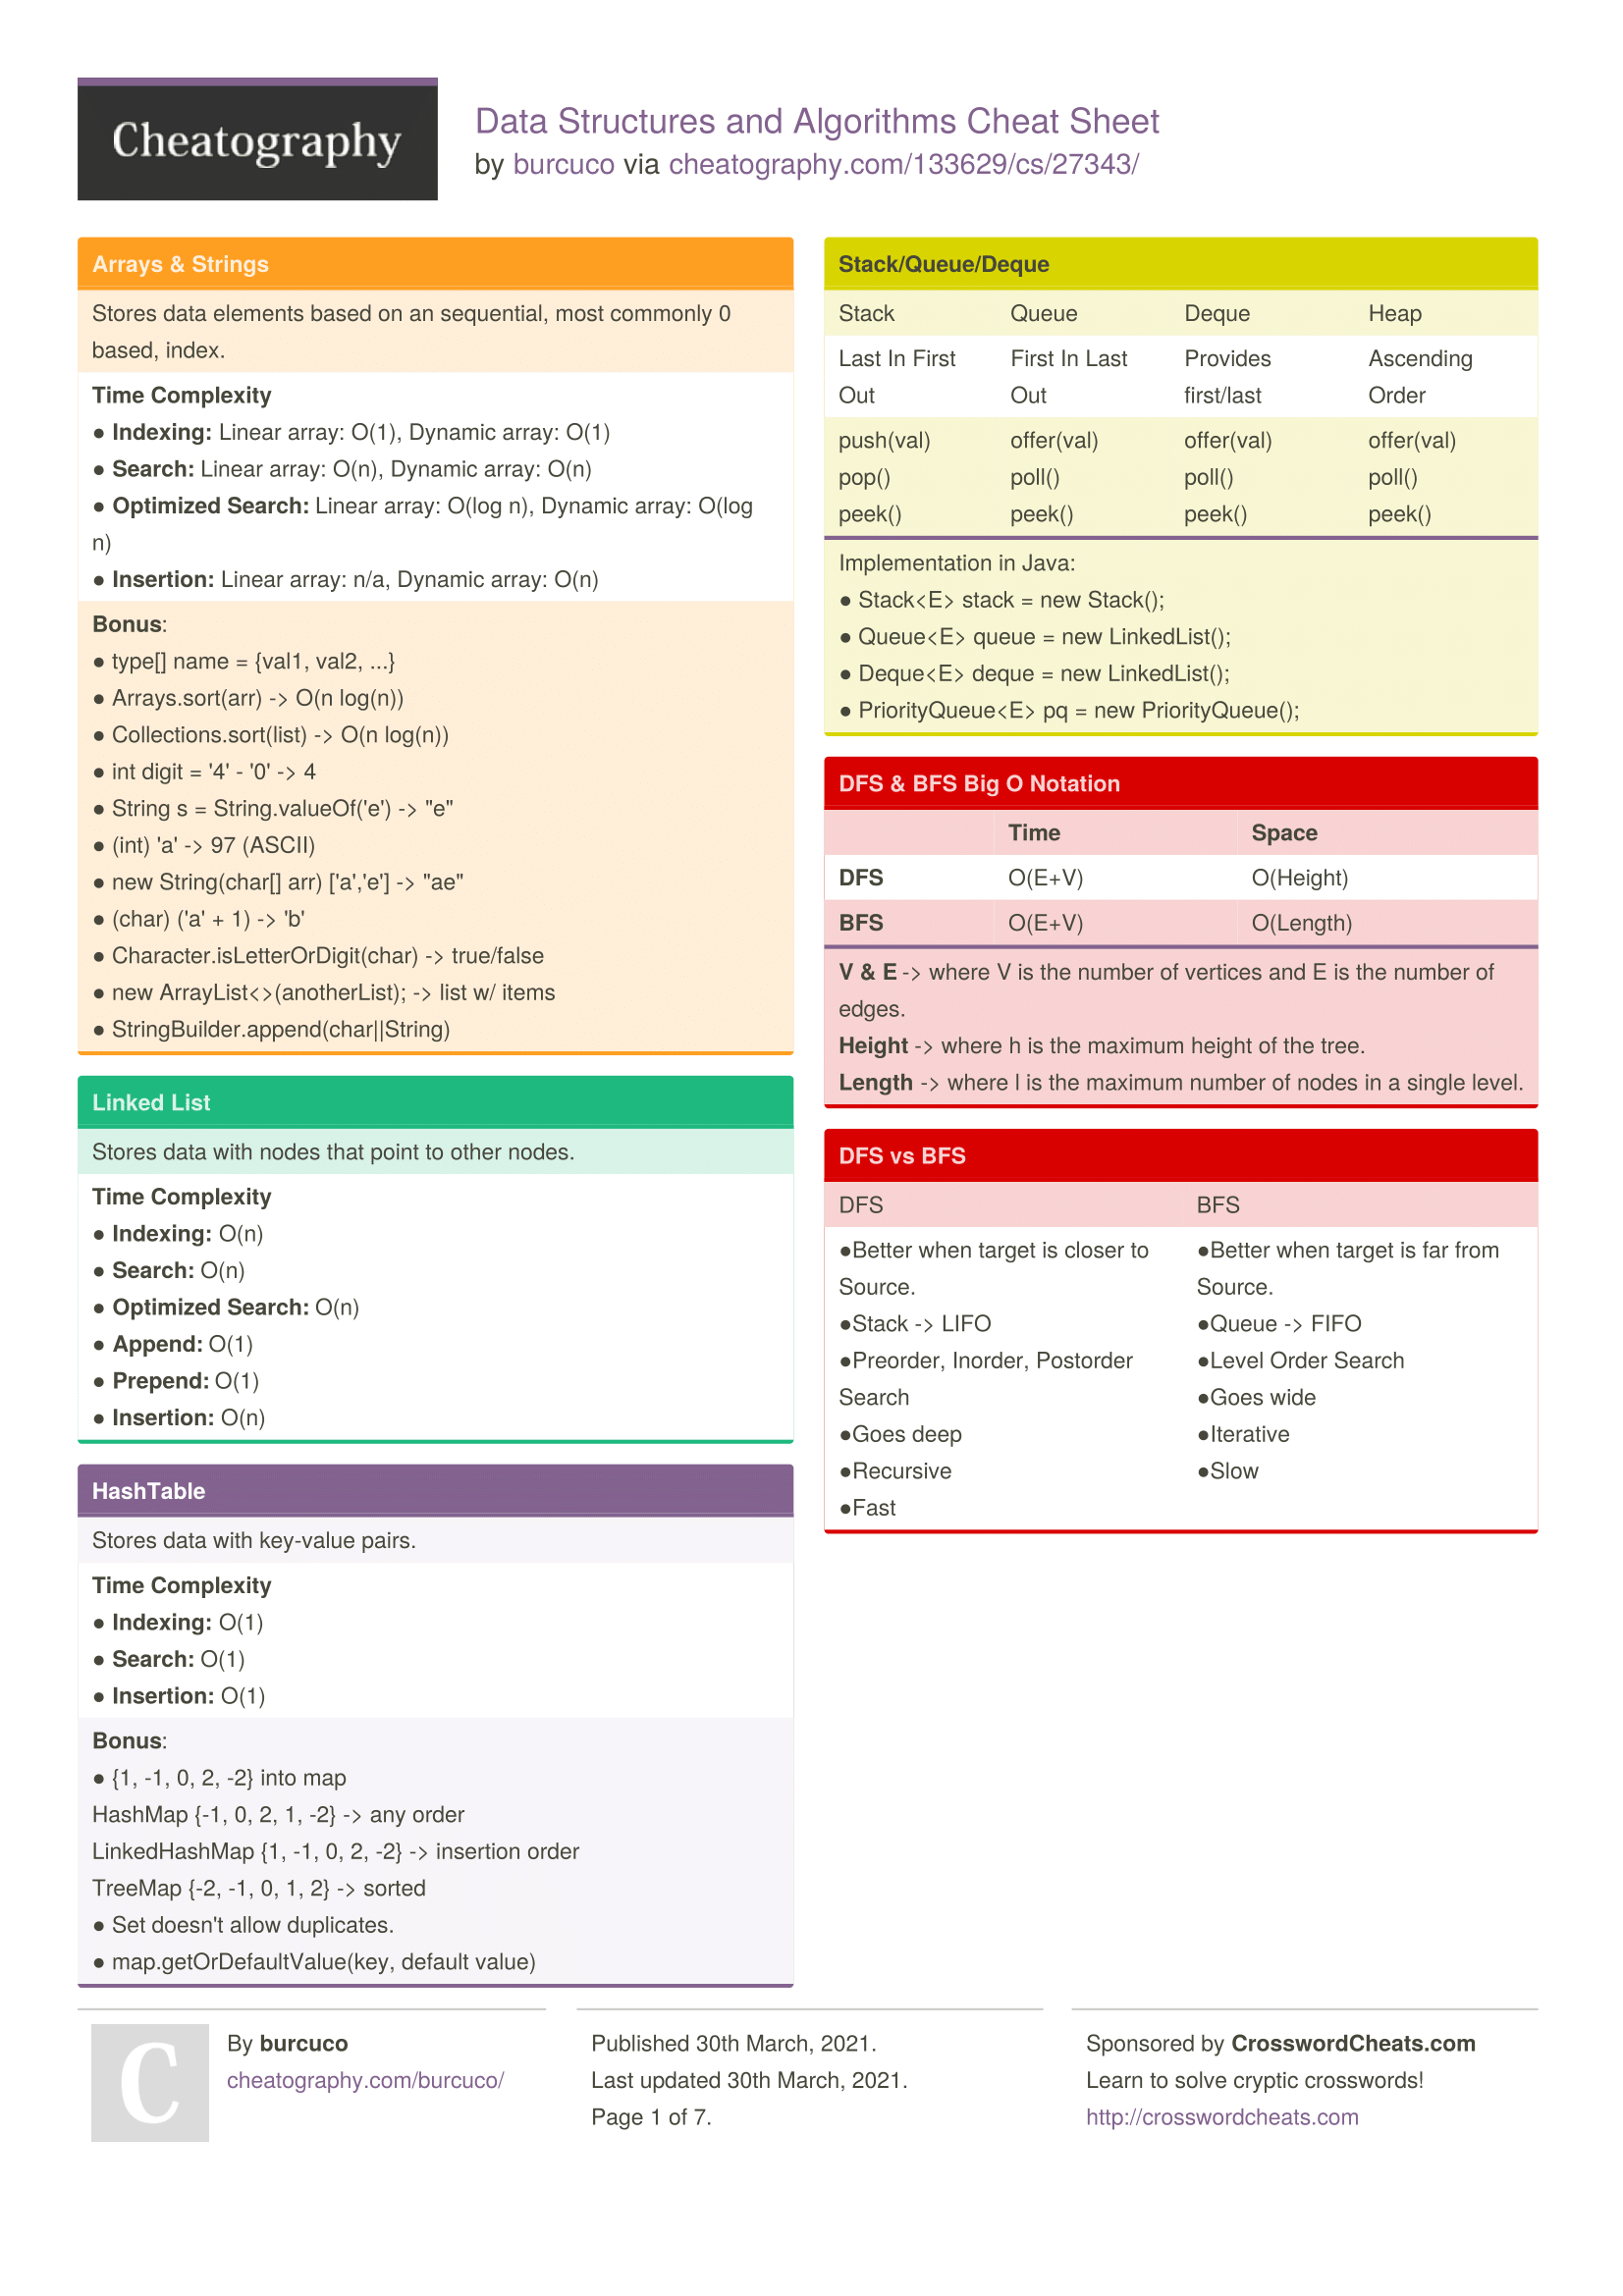 Cheatography
Data Structures and Algorithms Cheat Sheet
by burcuco via cheatography.com/133629/cs/27343/
Arrays & Strings
Stores data elements based on an sequential, most commonly 0
based, index.
Time Complexity
● Indexing: Linear array: O(1), Dynamic array: O(1)
● Search: Linear array: O(n), Dynamic array: O(n)
● Optimized Search: Linear array: O(log n), Dynamic array: O(log
n)
● Insertion: Linear array: n/a, Dynamic array: O(n)
Bonus:
● type[] name = {val1, val2, ...}
● Arrays.sort(arr) -> O(n log(n))
● Collections.sort(list) -> O(n log(n))
● int digit = '4' - '0' -> 4
● String s = String.valueOf('e') -> "e"
● (int) 'a' -> 97 (ASCII)
● new String(char[] arr) ['a','e'] -> "ae"
● (char) ('a' + 1) -> 'b'
● Character.isLetterOrDigit(char) -> true/false
● new ArrayList<>(anotherList); -> list w/ items
● StringBuilder.append(char||String)
Linked List
Stores data with nodes that point to other nodes.
Time Complexity
● Indexing: O(n)
● Search: O(n)
● Optimized Search: O(n)
● Append: O(1)
● Prepend: O(1)
● Insertion: O(n)
HashTable
Stores data with key-value pairs.
Time Complexity
● Indexing: O(1)
● Search: O(1)
● Insertion: O(1)
Bonus:
● {1, -1, 0, 2, -2} into map
HashMap {-1, 0, 2, 1, -2} -> any order
LinkedHashMap {1, -1, 0, 2, -2} -> insertion order
TreeMap {-2, -1, 0, 1, 2} -> sorted
● Set doesn't allow duplicates.
● map.getOrDefaultValue(key, default value)
Stack/Queue/Deque
Stack Queue Deque Heap
Last In First First In Last Provides Ascending
Out Out first/last Order
push(val) offer(val) offer(val) offer(val)
pop() poll() poll() poll()
peek() peek() peek() peek()
Implementation in Java:
● Stack<E> stack = new Stack();
● Queue<E> queue = new LinkedList();
● Deque<E> deque = new LinkedList();
● PriorityQueue<E> pq = new PriorityQueue();
DFS & BFS Big O Notation
Time Space
DFS O(E+V) O(Height)
BFS O(E+V) O(Length)
V & E -> where V is the number of vertices and E is the number of
edges.
Height -> where h is the maximum height of the tree.
Length -> where l is the maximum number of nodes in a single level.
DFS vs BFS
DFS BFS
●Better when target is closer to ●Better when target is far from
Source. Source.
●Stack -> LIFO ●Queue -> FIFO
●Preorder, Inorder, Postorder ●Level Order Search
Search ●Goes wide
●Goes deep ●Iterative
●Recursive ●Slow
●Fast
C
By burcuco
cheatography.com/burcuco/
Published 30th March, 2021.
Last updated 30th March, 2021.
Page 1 of 7.
Sponsored by CrosswordCheats.com
Learn to solve cryptic crosswords!
http://crosswordcheats.com